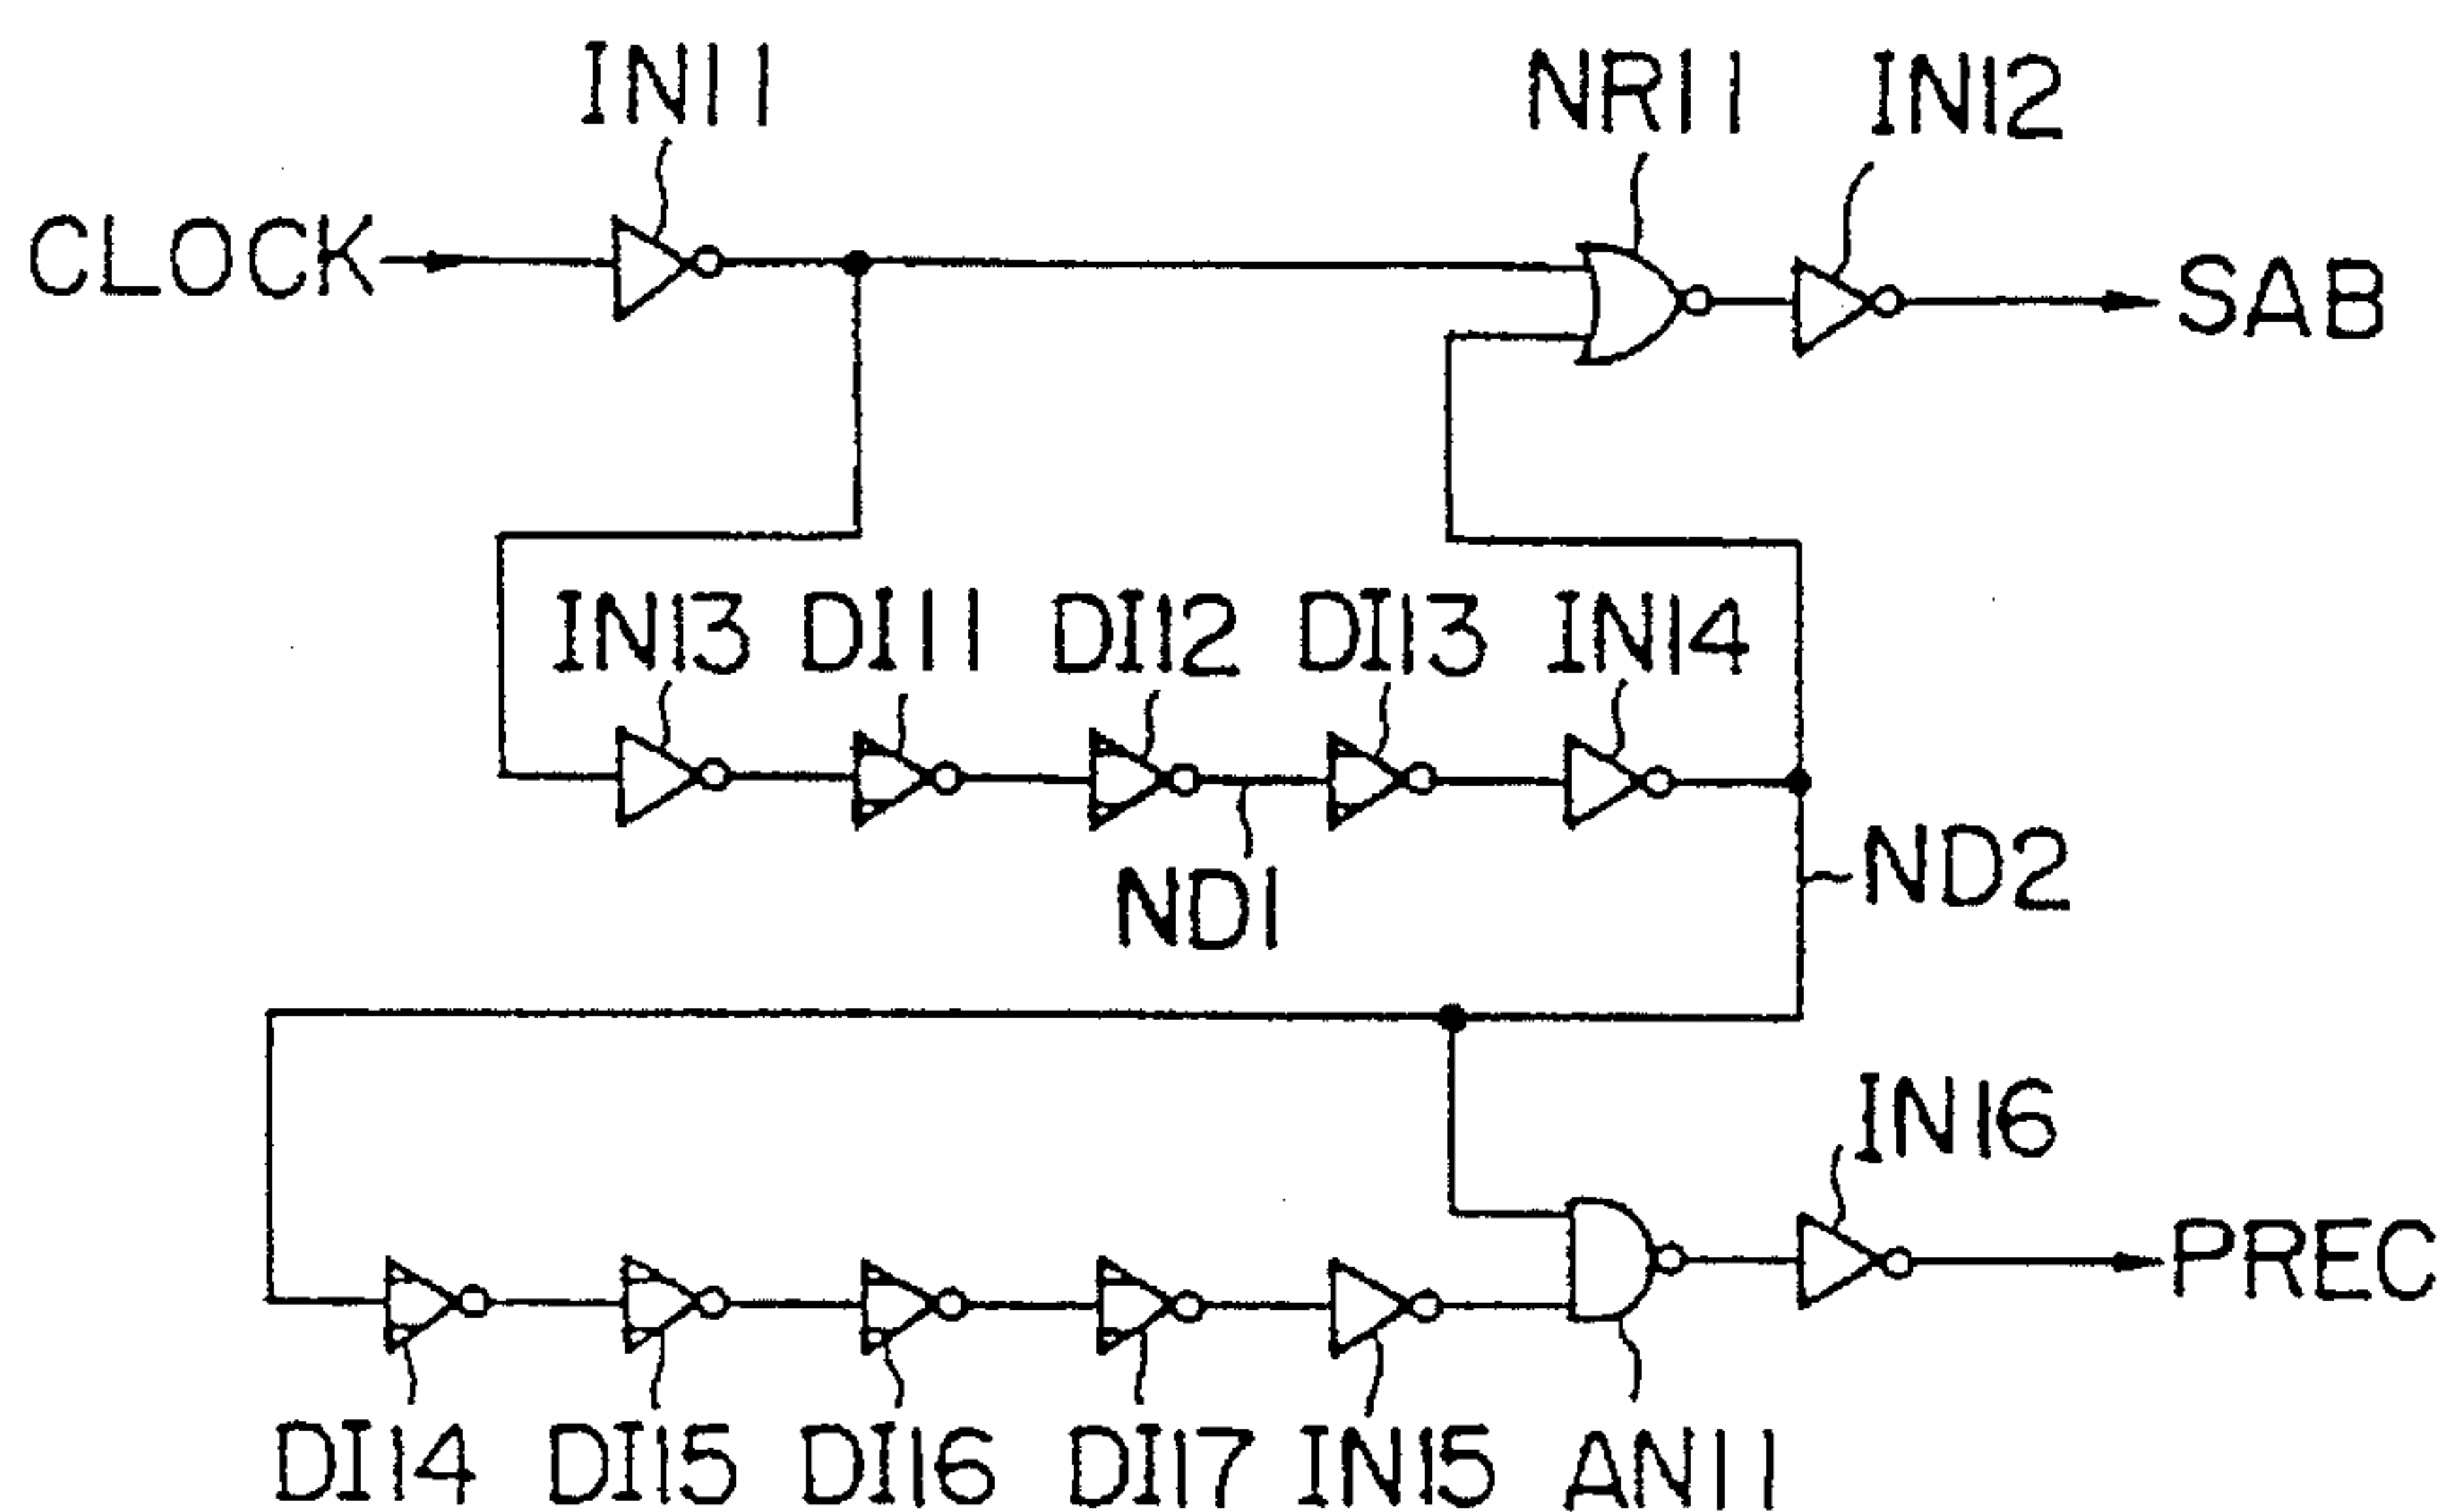 IN11 NR11 IN12
CLOCK SAB
IN13 DI11 DI12 DI13 IN14
ND1 ND2
IN16
PREC
DI14 DI15 DI16 DI17 IN15 AN11